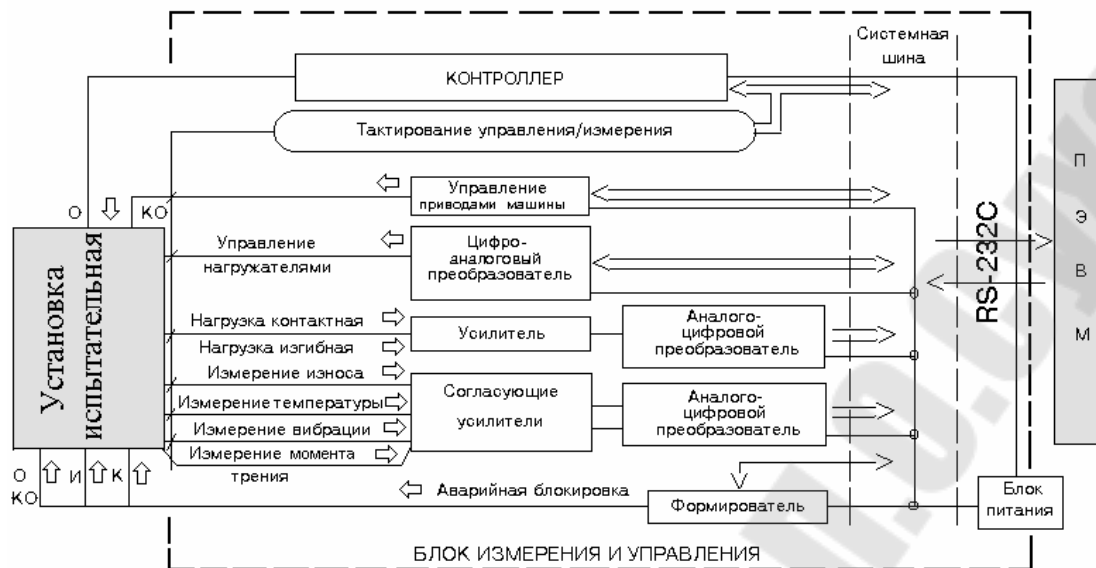 Системная
шина
КОНТРОЛЛЕР
Тактирование управления/измерения
П
Э
В
М
О
КО
Управление
приводами машины
Установка
испытательная
Управление
нагружателями
Цифро-
аналоговый
преобразователь
RS-232C
Нагрузка контактная
Нагрузка изгибная
Усилитель
Аналого-
цифровой
преобразователь
Измерение износа
Измерение температуры
Измерение вибрации
Измерение момента
трения
Согласующие
усилители
Аналого-
цифровой
преобразователь
О И К
КО
Аварийная блокировка
Формирователь
Блок
питания
БЛОК ИЗМЕРЕНИЯ И УПРАВЛЕНИЯ